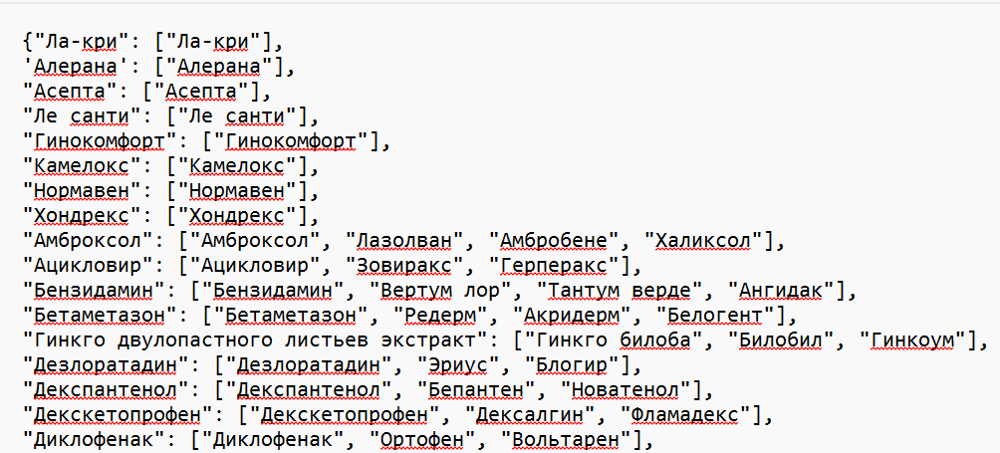 {"Ла-кри": ["Ла-кри"],
'Алерана': ["Алерана"],
"Асепта": ["Асепта"],
"Ле санти": ["Ле санти"],
"Гинокомфорт": ["Гинокомфорт"],
"Камелокс": ["Камелокс"],
"Нормавен": ["Нормавен"],
"Хондрекс": ["Хондрекс"],
"Амброксол": ["Амброксол", "Лазолван", "Амбробене", "Халиксол"],
"Ацикловир": ["Ацикловир", "Зовиракс", "Герперакс"],
"Бензидамин": ["Бензидамин", "Вертум лор", "Тантум верде", "Ангидак"],
"Бетаметазон": ["Бетаметазон", "Редерм", "Акридерм", "Белогент"],
"Гинкго двулопастного листьев экстракт": ["Гинкго билоба", "Билобил", "Гинкоум"],
"Дезлоратадин": ["Дезлоратадин", "Эриус", "Блогир"],
"Декспантенол": ["Декспантенол", "Бепантен", "Новатенол"],
"Декскетопрофен": ["Декскетопрофен", "Дексалгин", "Фламадекс"],
"Диклофенак": ["Диклофенак", "Ортофен", "Вольтарен"],